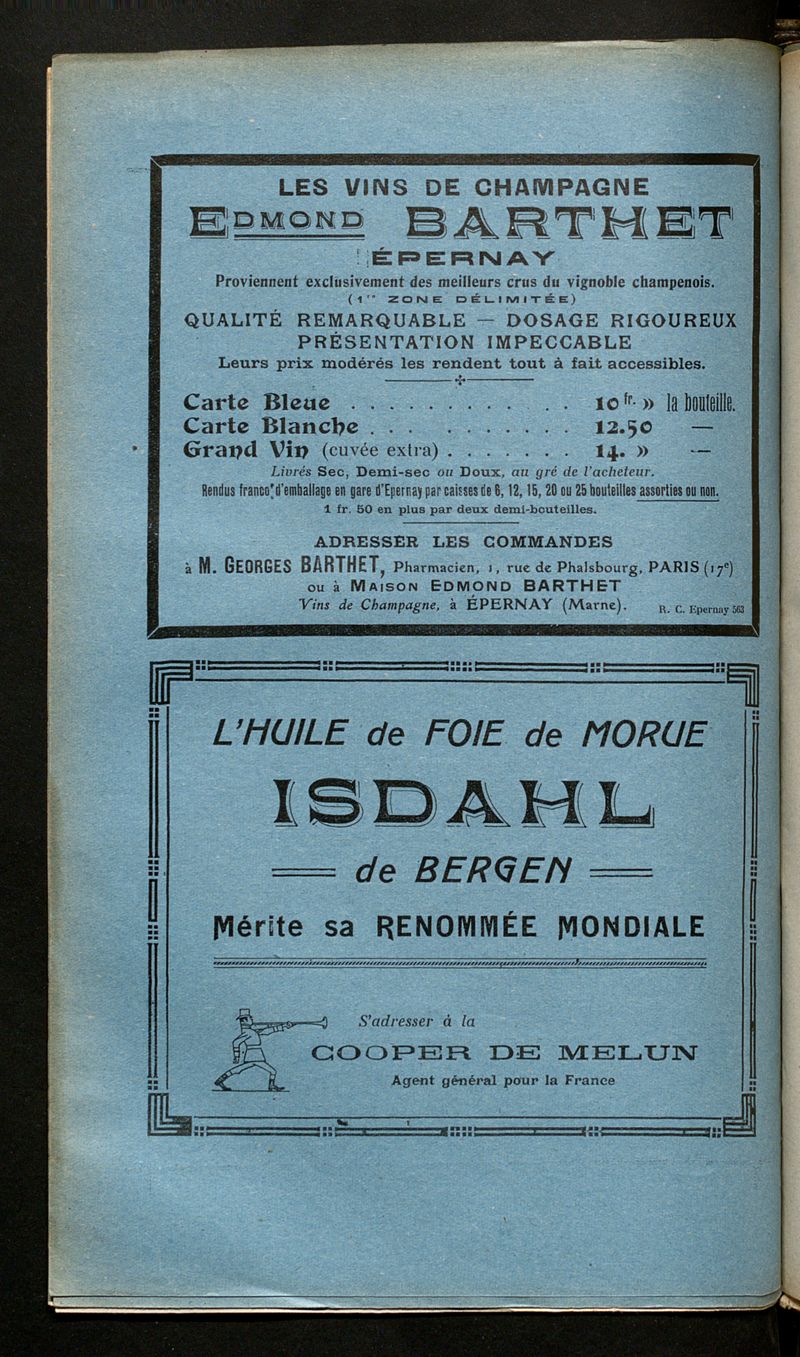 LES VINS DE CHAMPAGNE
EDMOND BARTHET
ÉPERNAY
Proviennent exclusivement des meilleurs crus du vignoble champenois.
(1re ZONE DÉLIMITÉE)
QUALITÉ REMARQUABLE — DOSAGE RIGOUREUX
PRÉSENTATION IMPECCABLE
Leurs prix modérés les rendent tout à fait accessibles.
Carte Bleue . . . . . . . . . . . . 10 fr. » la bouteille.
Carte Blanche . . . . . . . . . . . 12.50 —
Grand Vin (cuvée extra) . . . . . . . 14. » —
Livrés Sec, Demi-sec ou Doux, au gré de l'acheteur.
Rendus franco d'emballage en gare d'Epernay par caisses de 6, 12, 15, 20 ou 25 bouteilles assorties ou non.
1 fr. 50 en plus par deux demi-bouteilles.
ADRESSER LES COMMANDES
à M. GEORGES BARTHET, Pharmacien, 1, rue de Phalsbourg, PARIS (17e)
ou à MAISON EDMOND BARTHET
Vins de Champagne, à ÉPERNAY (Marne).
R. C. Epernay 563
L'HUILE de FOIE de MORUE
ISDAHL
de BERGEN
Mérite sa RENOMMÉE MONDIALE
S'adresser à la
COOPER DE MELUN
Agent général pour la France